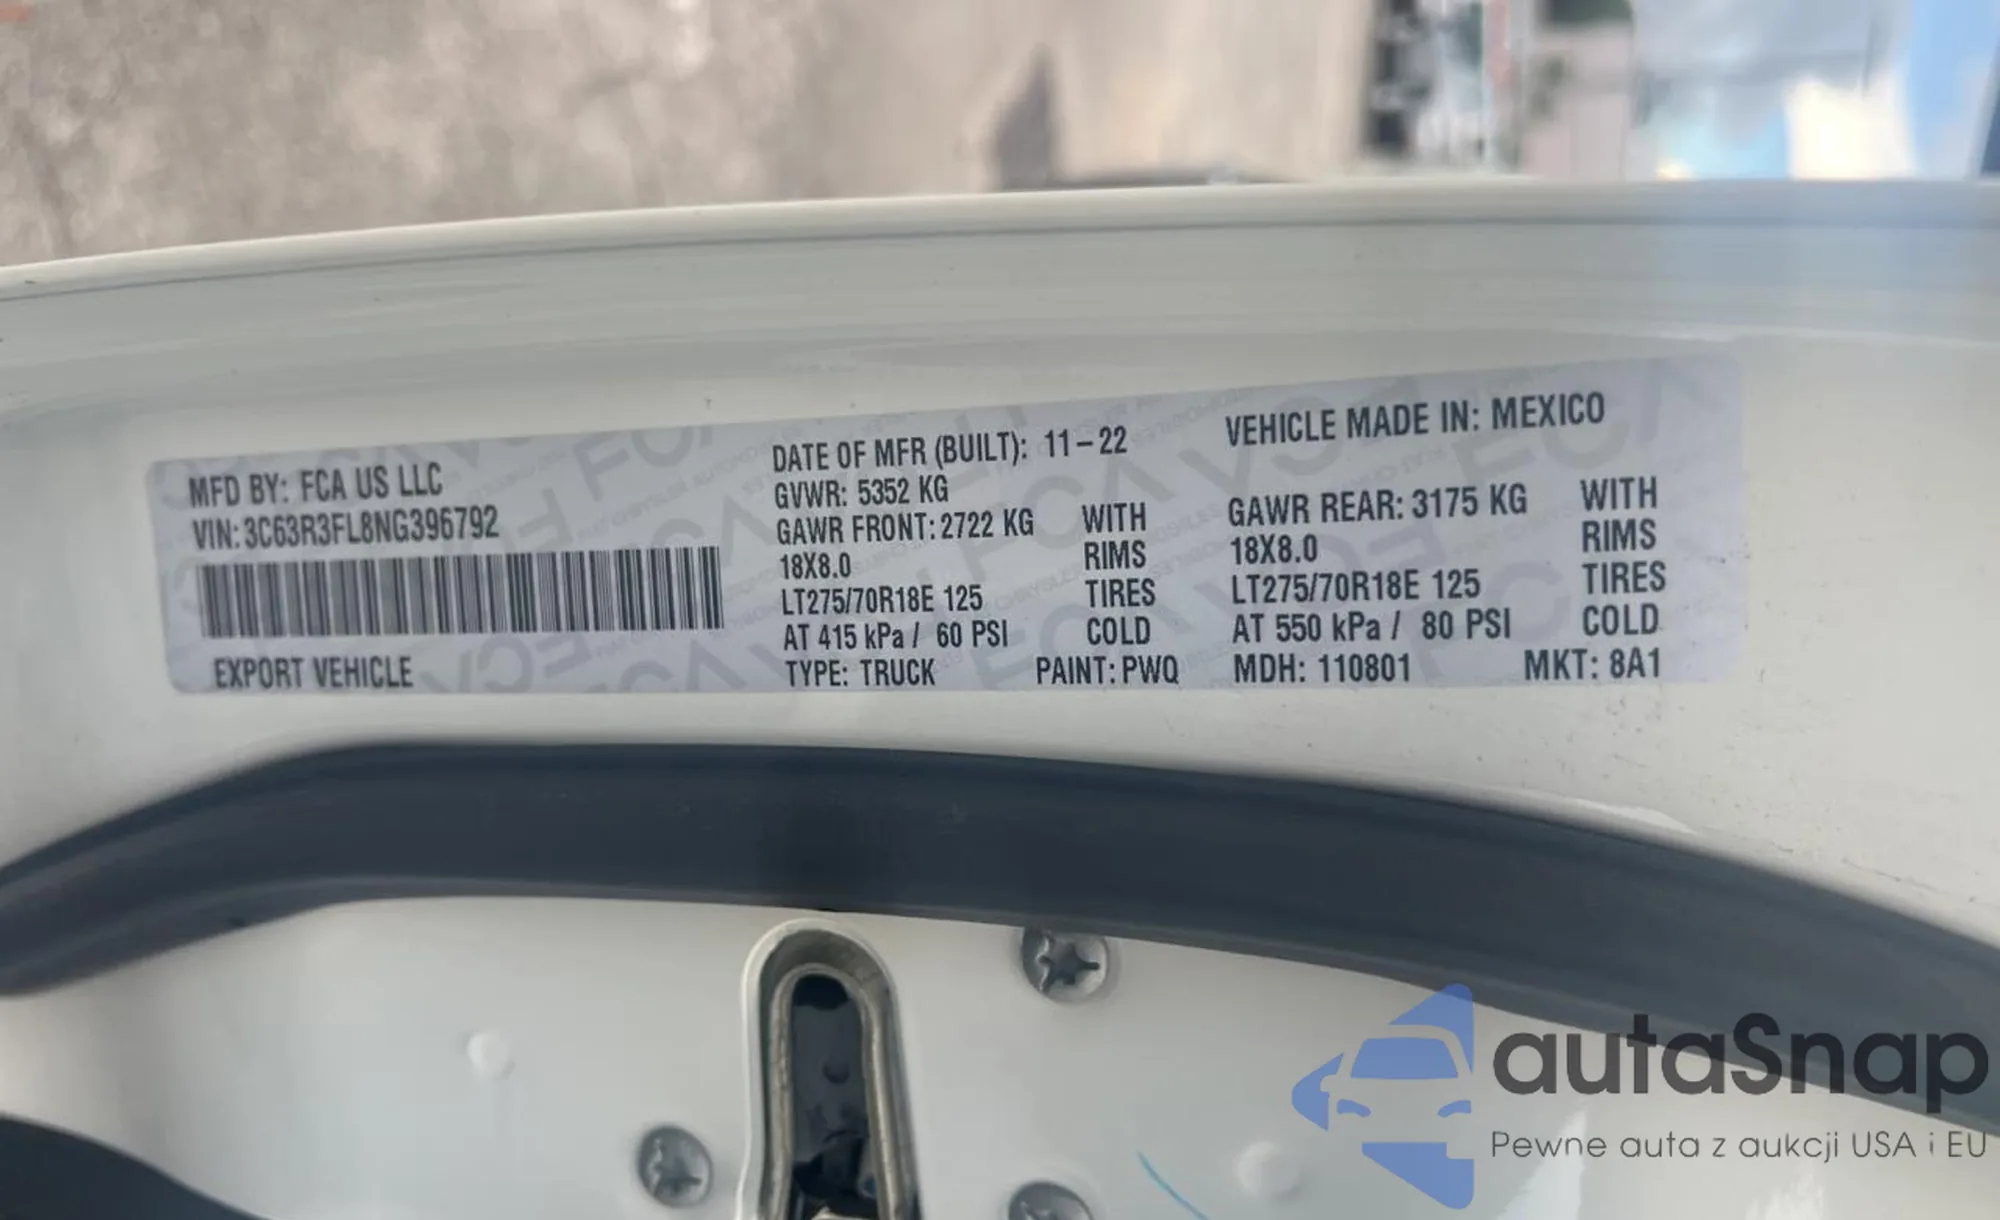 MFD BY: FCA US LLC
VIN: 3C63R3FL8NG396792
EXPORT VEHICLE
DATE OF MFR (BUILT): 11-22
GVWR: 5352 KG
GAWR FRONT: 2722 KG WITH
18X8.0 RIMS
LT275/70R18E 125 TIRES
AT 415 kPa / 60 PSI COLD
TYPE: TRUCK PAINT: PWQ
VEHICLE MADE IN: MEXICO
GAWR REAR: 3175 KG WITH
18X8.0 RIMS
LT275/70R18E 125 TIRES
AT 550 kPa / 80 PSI COLD
MDH: 110801 MKT: 8A1
autaSnap
Pewne auta z aukcji USA i EU